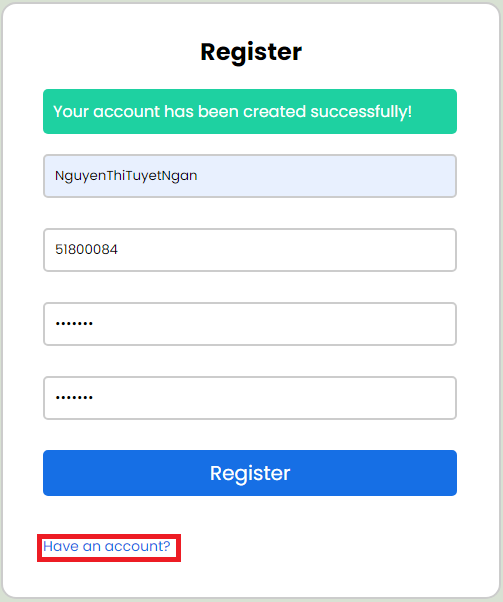 Register
Your account has been created successfully!
NguyenThiTuyetNgan
51800084
•••••••
•••••••
Register
Have an account?